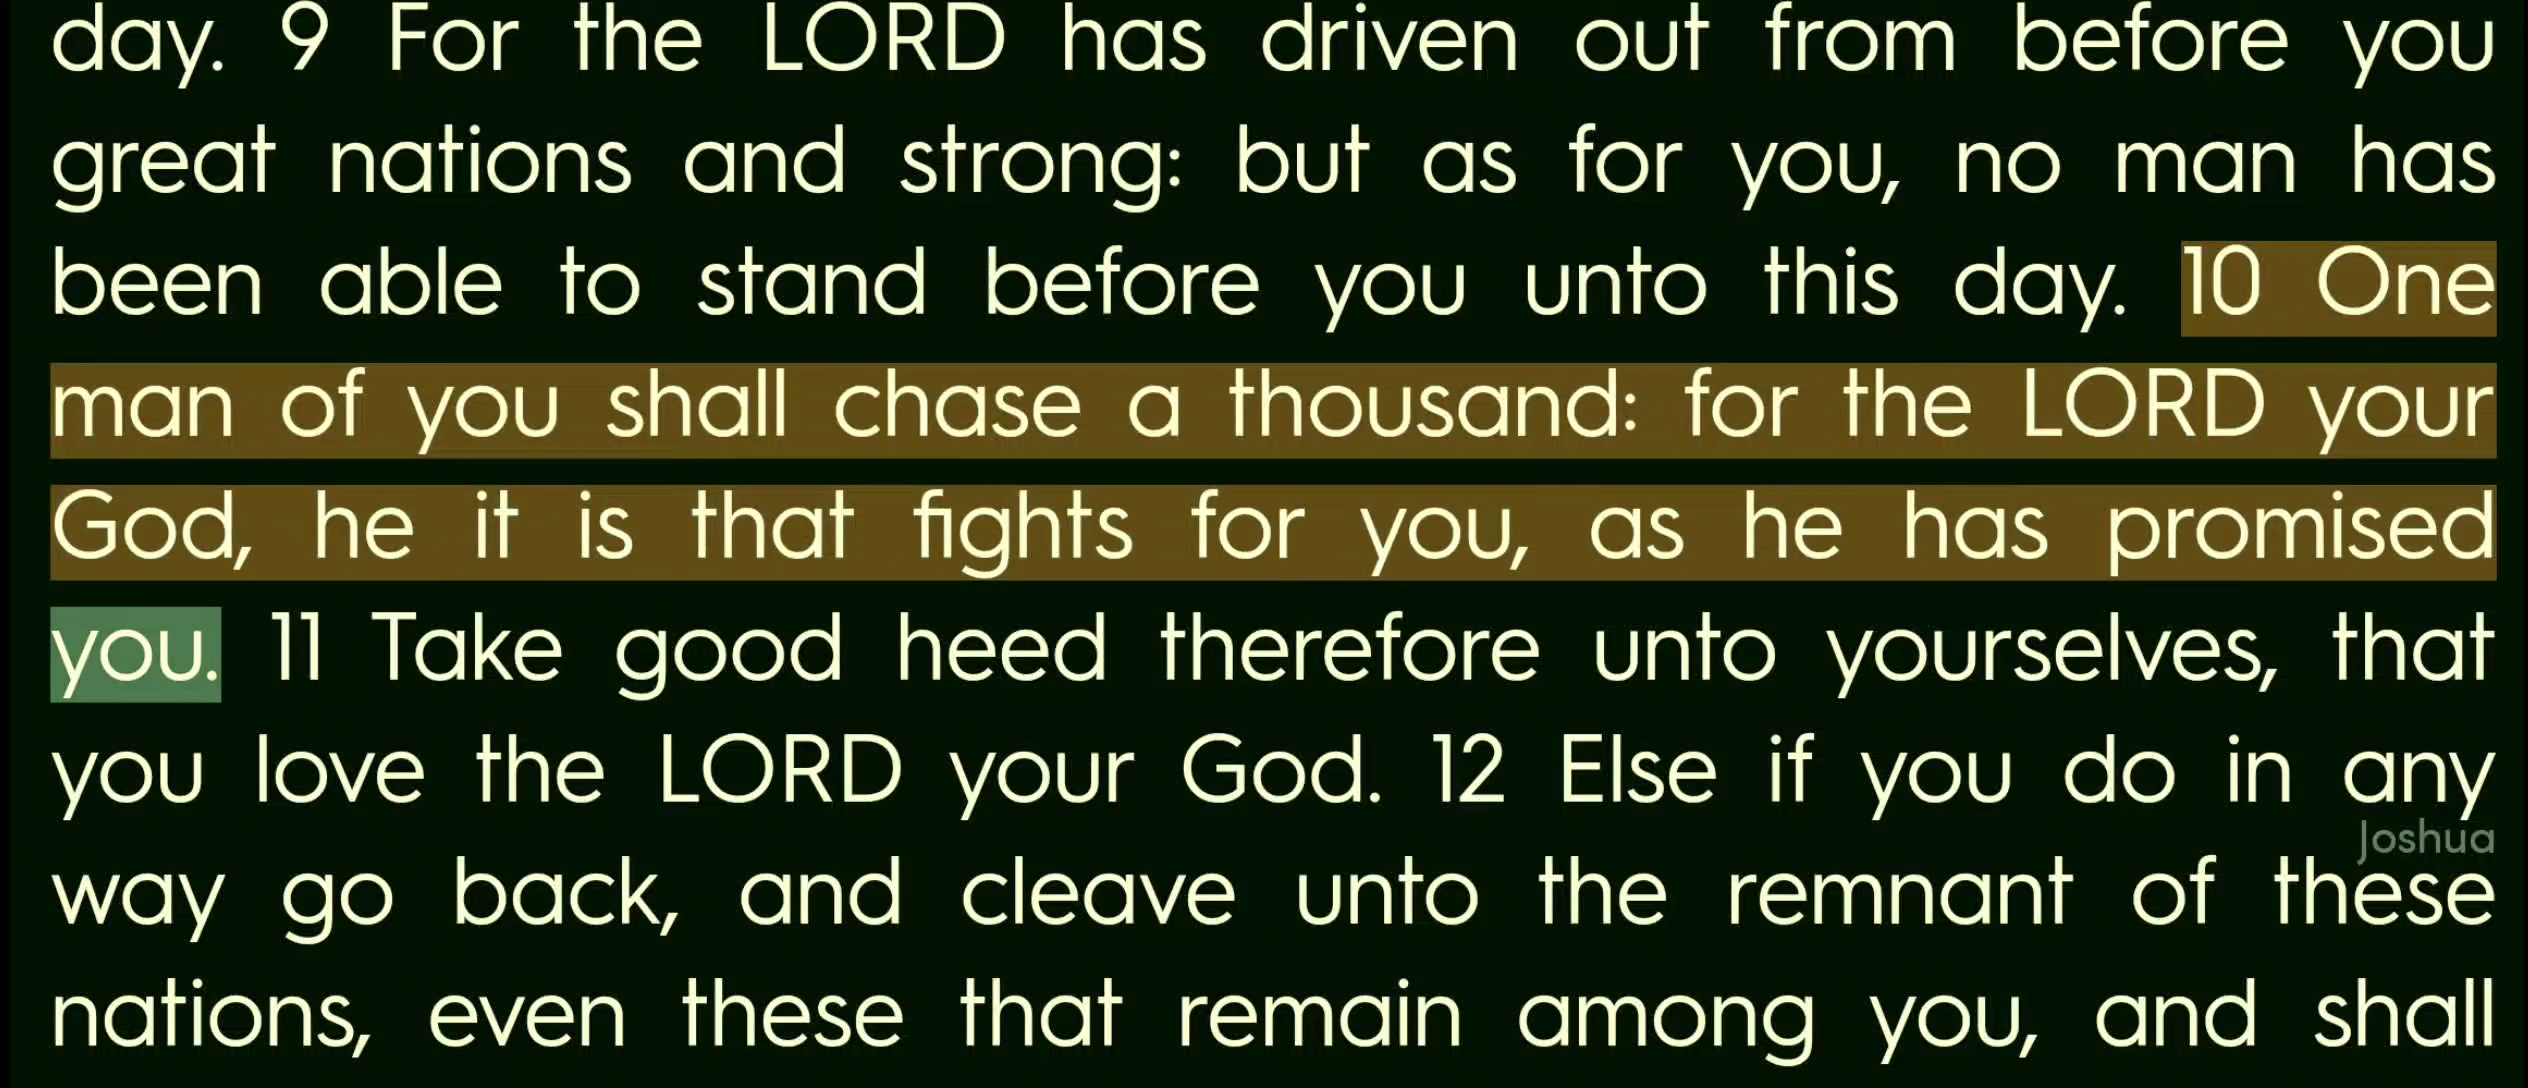 day. 9 For the LORD has driven out from before you
great nations and strong: but as for you, no man has
been able to stand before you unto this day. 10 One
man of you shall chase a thousand: for the LORD your
God, he it is that fights for you, as he has promised
you. 11 Take good heed therefore unto yourselves, that
you love the LORD your God. 12 Else if you do in any
Joshua
way go back, and cleave unto the remnant of these
nations, even these that remain among you, and shall